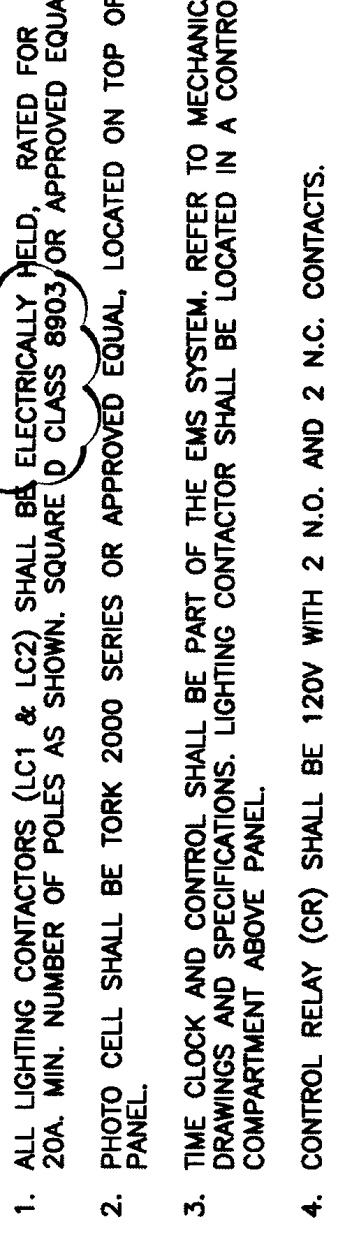 1. ALL LIGHTING CONTACTORS (LC1 & LC2) SHALL BE ELECTRICALLY HELD, RATED FOR
20A. MIN. NUMBER OF POLES AS SHOWN. SQUARE D CLASS 8903 OR APPROVED EQUA
2. PHOTO CELL SHALL BE TORK 2000 SERIES OR APPROVED EQUAL, LOCATED ON TOP OF
PANEL.
3. TIME CLOCK AND CONTROL SHALL BE PART OF THE EMS SYSTEM. REFER TO MECHANIC
DRAWINGS AND SPECIFICATIONS. LIGHTING CONTACTOR SHALL BE LOCATED IN A CONTRO
COMPARTMENT ABOVE PANEL.
4. CONTROL RELAY (CR) SHALL BE 120V WITH 2 N.O. AND 2 N.C. CONTACTS.